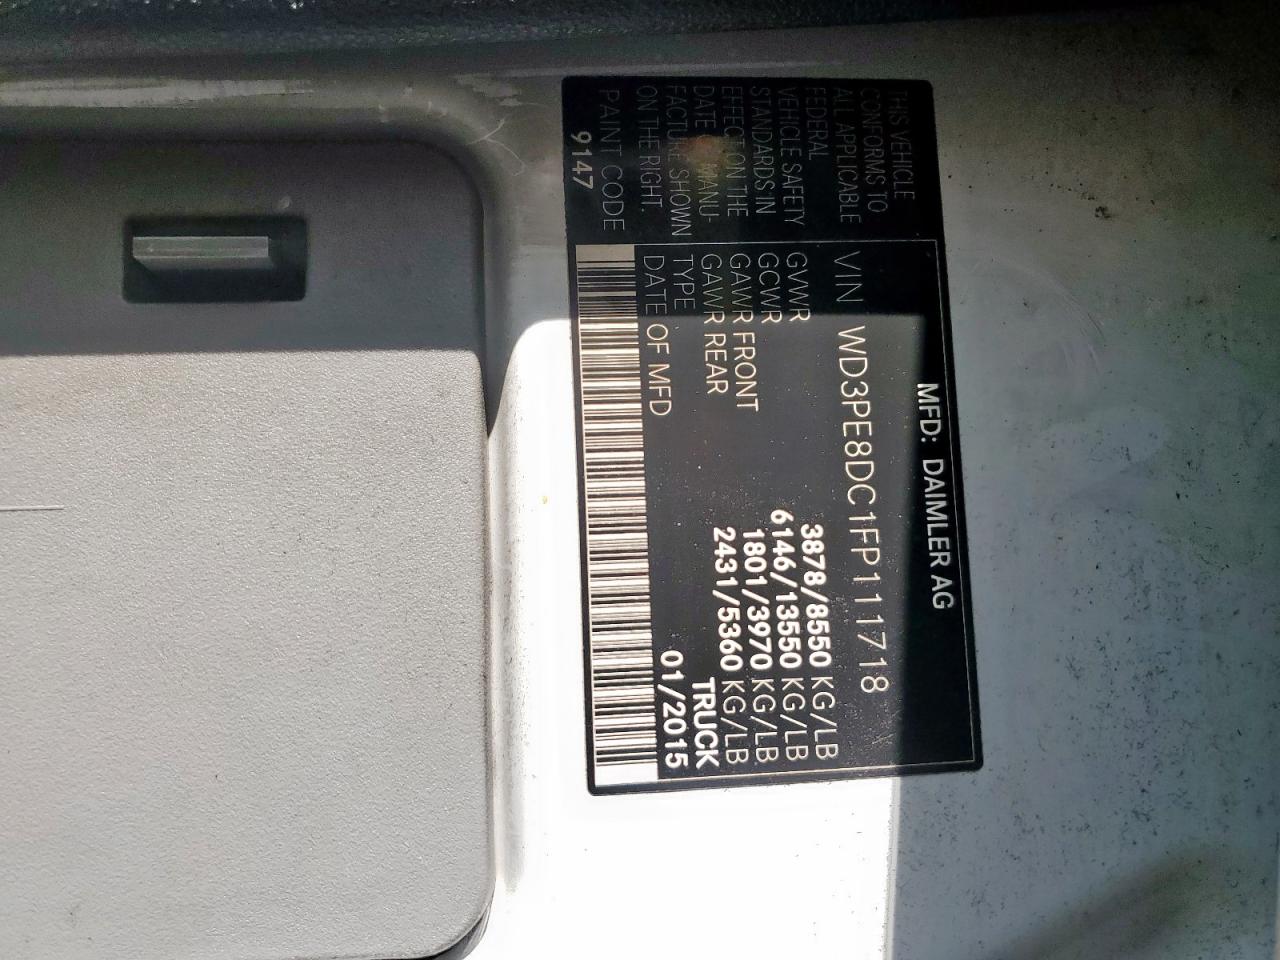 MFD: DAIMLER AG
THIS VEHICLE
CONFORMS TO
ALL APPLICABLE
FEDERAL
VEHICLE SAFETY
STANDARDS IN
EFFECT ON THE
DATE OF MANU-
FACTURE SHOWN
ON THE RIGHT.
PAINT CODE
9147
VIN WD3PE8DC1FP111718
GVWR 3878/8550 KG/LB
GCWR 6146/13550 KG/LB
GAWR FRONT 1801/3970 KG/LB
GAWR REAR 2431/5360 KG/LB
TYPE TRUCK
DATE OF MFD 01/2015